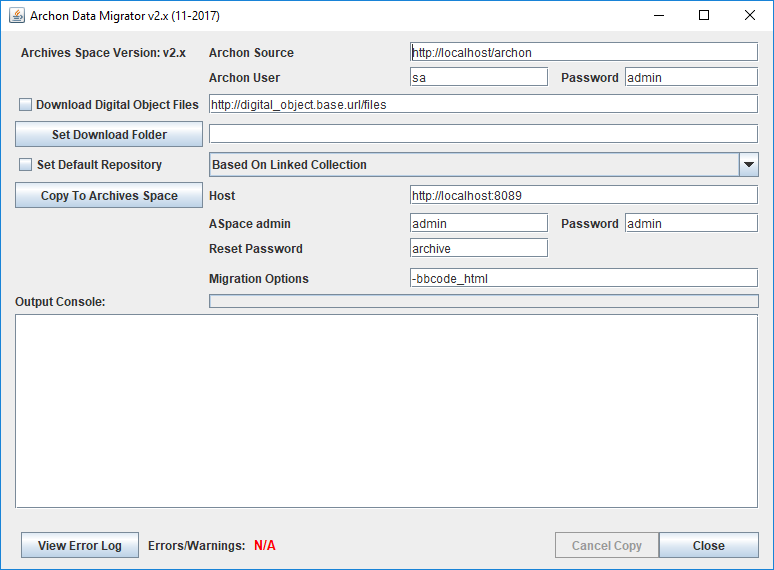 Archon Data Migrator v2.x (11-2017)
Archives Space Version: v2.x Archon Source http://localhost/archon
Archon User sa Password admin
Download Digital Object Files http://digital_object.base.url/files
Set Download Folder
Set Default Repository Based On Linked Collection
Copy To Archives Space Host http://localhost:8089
ASpace admin admin Password admin
Reset Password archive
Migration Options -bbcode_html
Output Console:
View Error Log Errors/Warnings: N/A Cancel Copy Close